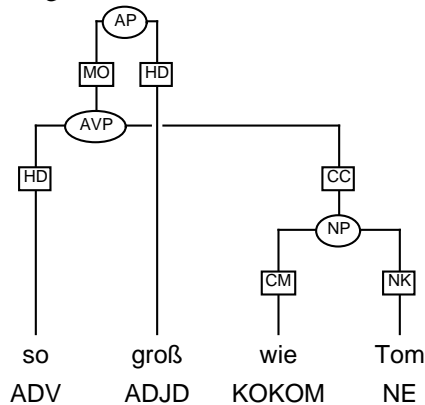 AP
MO HD
AVP
HD CC
NP
CM NK
so groß wie Tom
ADV ADJD KOKOM NE